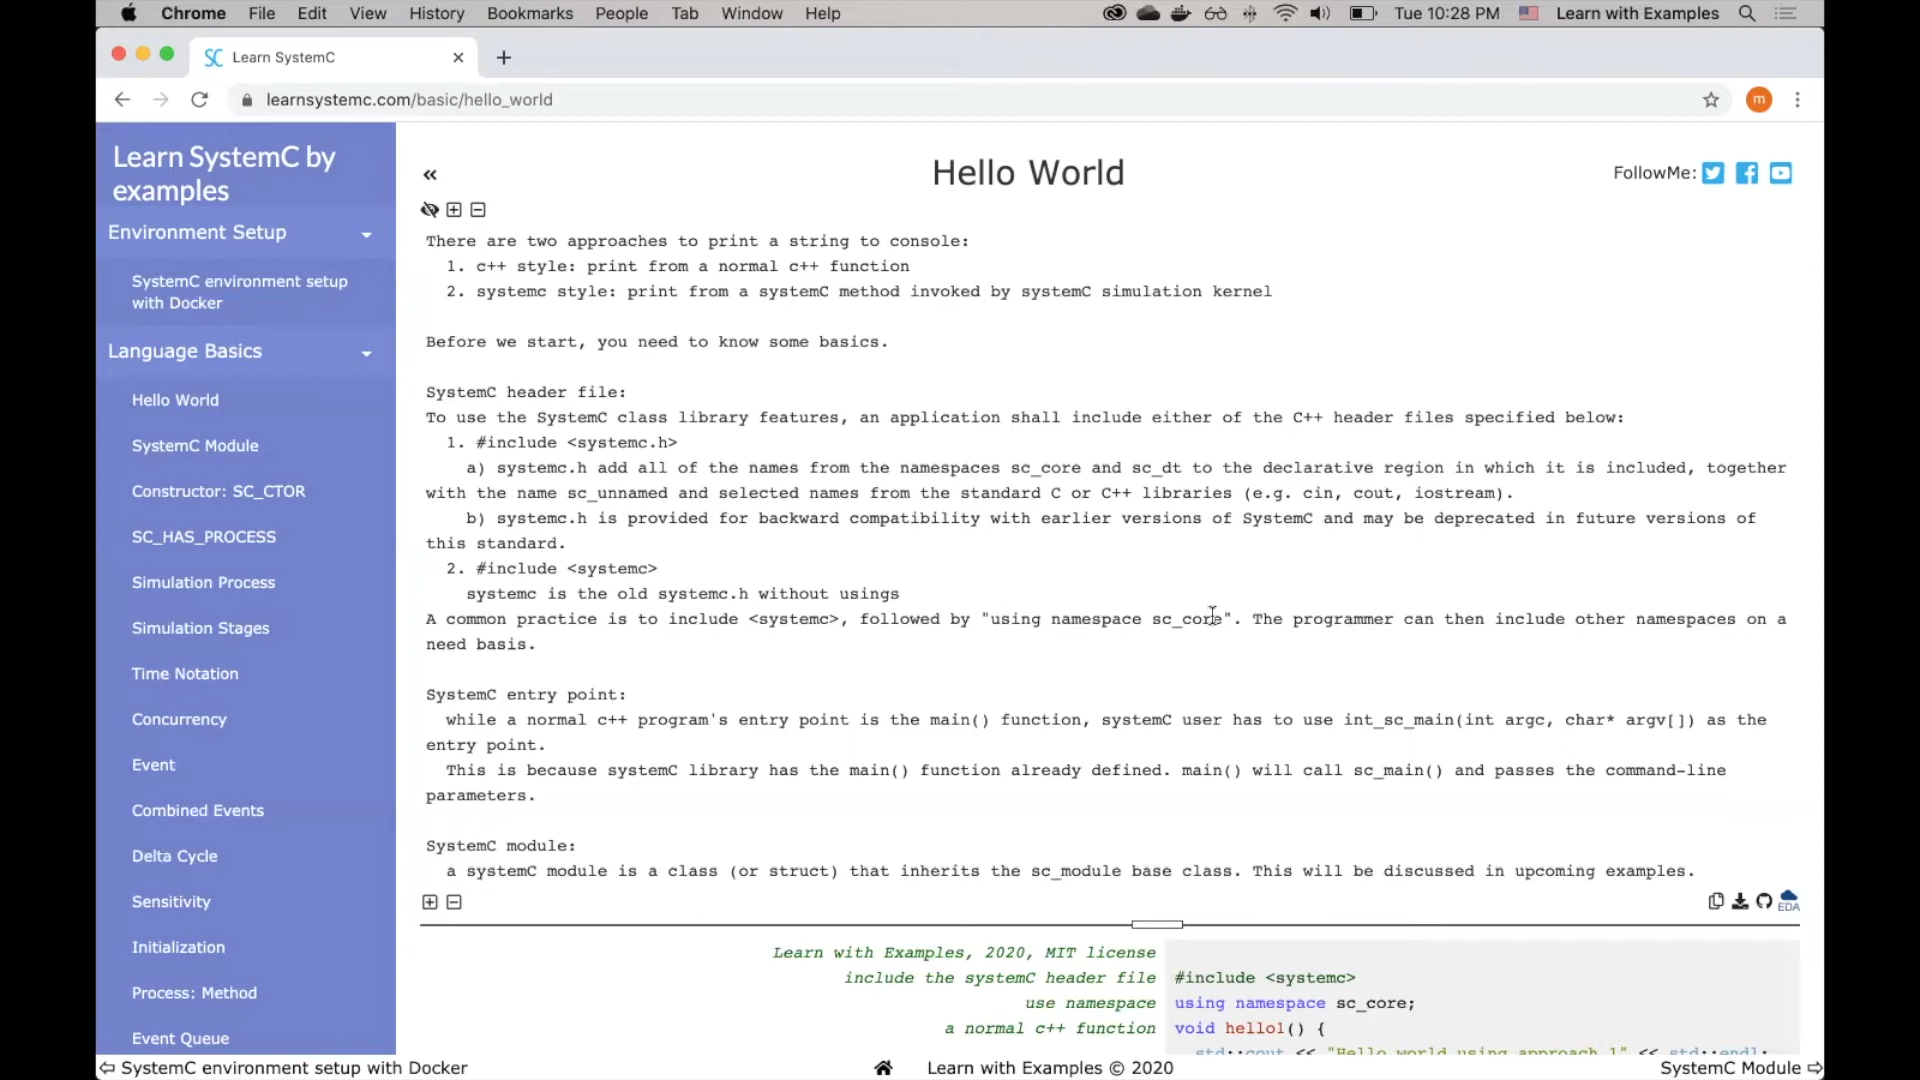 Chrome File Edit View History Bookmarks People Tab Window Help Tue 10:28 PM Learn with Examples
SC Learn SystemC
learnsystemc.com/basic/hello_world m
Learn SystemC by
examples
Environment Setup
SystemC environment setup
with Docker
Language Basics
Hello World
SystemC Module
Constructor: SC_CTOR
SC_HAS_PROCESS
Simulation Process
Simulation Stages
Time Notation
Concurrency
Event
Combined Events
Delta Cycle
Sensitivity
Initialization
Process: Method
Event Queue
«
Hello World
FollowMe:
There are two approaches to print a string to console:
1. c++ style: print from a normal c++ function
2. systemc style: print from a systemC method invoked by systemC simulation kernel
Before we start, you need to know some basics.
SystemC header file:
To use the SystemC class library features, an application shall include either of the C++ header files specified below:
1. #include <systemc.h>
a) systemc.h add all of the names from the namespaces sc_core and sc_dt to the declarative region in which it is included, together
with the name sc_unnamed and selected names from the standard C or C++ libraries (e.g. cin, cout, iostream).
b) systemc.h is provided for backward compatibility with earlier versions of SystemC and may be deprecated in future versions of
this standard.
2. #include <systemc>
systemc is the old systemc.h without usings
A common practice is to include <systemc>, followed by "using namespace sc_core". The programmer can then include other namespaces on a
need basis.
SystemC entry point:
while a normal c++ program's entry point is the main() function, systemC user has to use int_sc_main(int argc, char* argv[]) as the
entry point.
This is because systemC library has the main() function already defined. main() will call sc_main() and passes the command-line
parameters.
SystemC module:
a systemC module is a class (or struct) that inherits the sc_module base class. This will be discussed in upcoming examples.
EDA
Learn with Examples, 2020, MIT license
include the systemC header file #include <systemc>
use namespace using namespace sc_core;
a normal c++ function void hello1() {
std::cout << "Hello world using approach 1" << std::endl;
⇦ SystemC environment setup with Docker Learn with Examples © 2020 SystemC Module ⇨